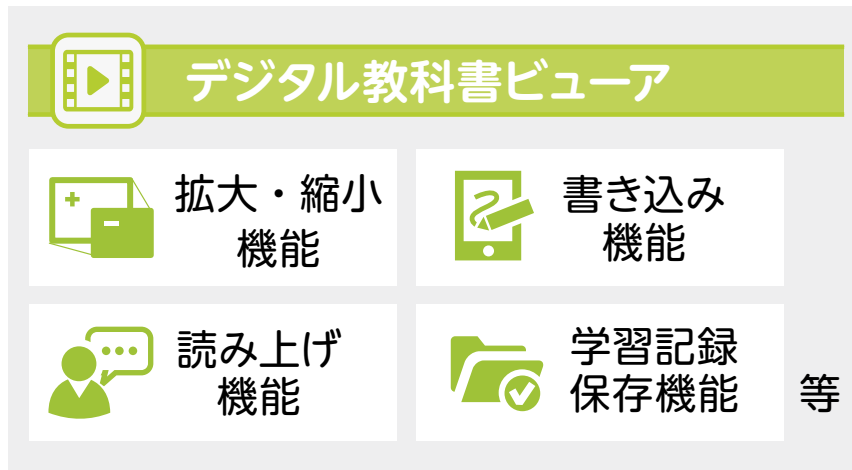 デジタル教科書ビューア
拡大・縮小
機能
書き込み
機能
読み上げ
機能
学習記録
保存機能
等